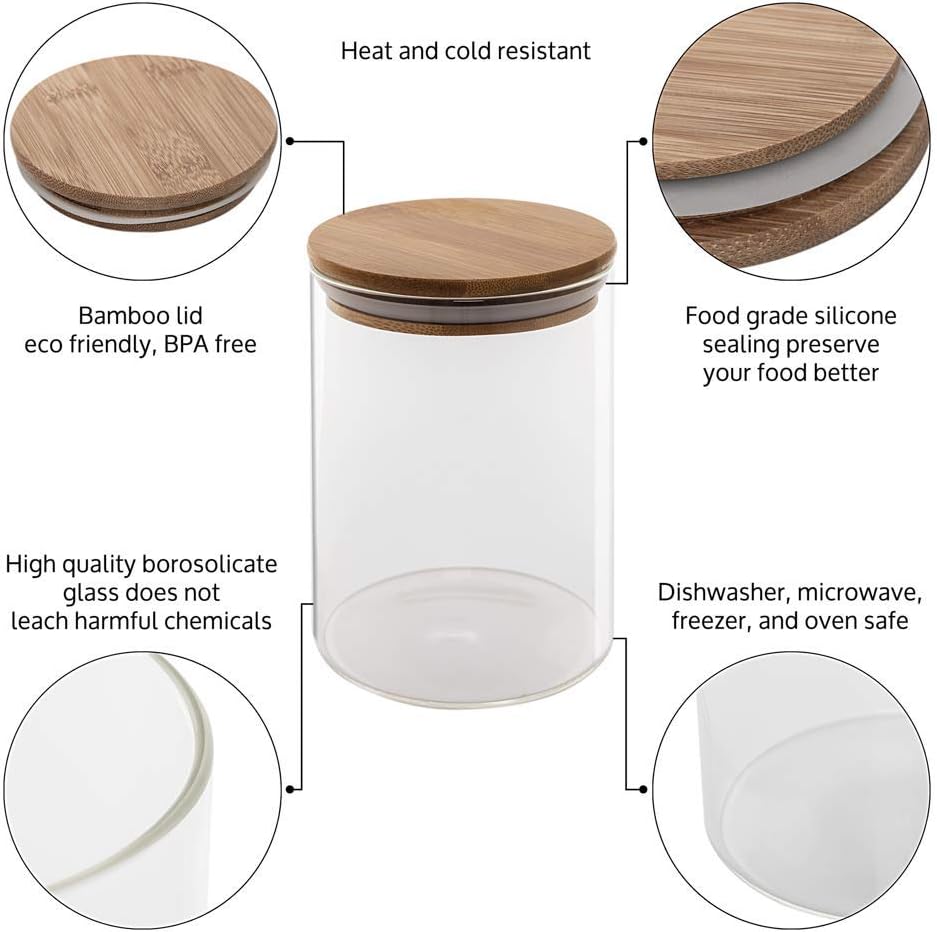 Heat and cold resistant
Bamboo lid
eco friendly, BPA free
Food grade silicone
sealing preserve
your food better
High quality borosolicate
glass does not
leach harmful chemicals
Dishwasher, microwave,
freezer, and oven safe